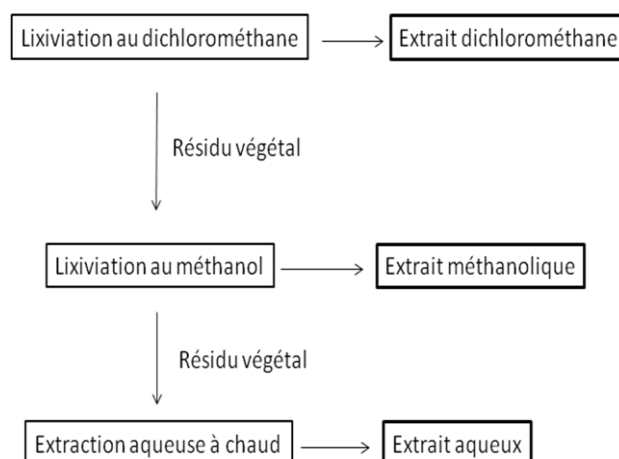 Lixiviation au dichlorométhane
Extrait dichlorométhane
Résidu végétal
Lixiviation au méthanol
Extrait méthanolique
Résidu végétal
Extraction aqueuse à chaud
Extrait aqueux